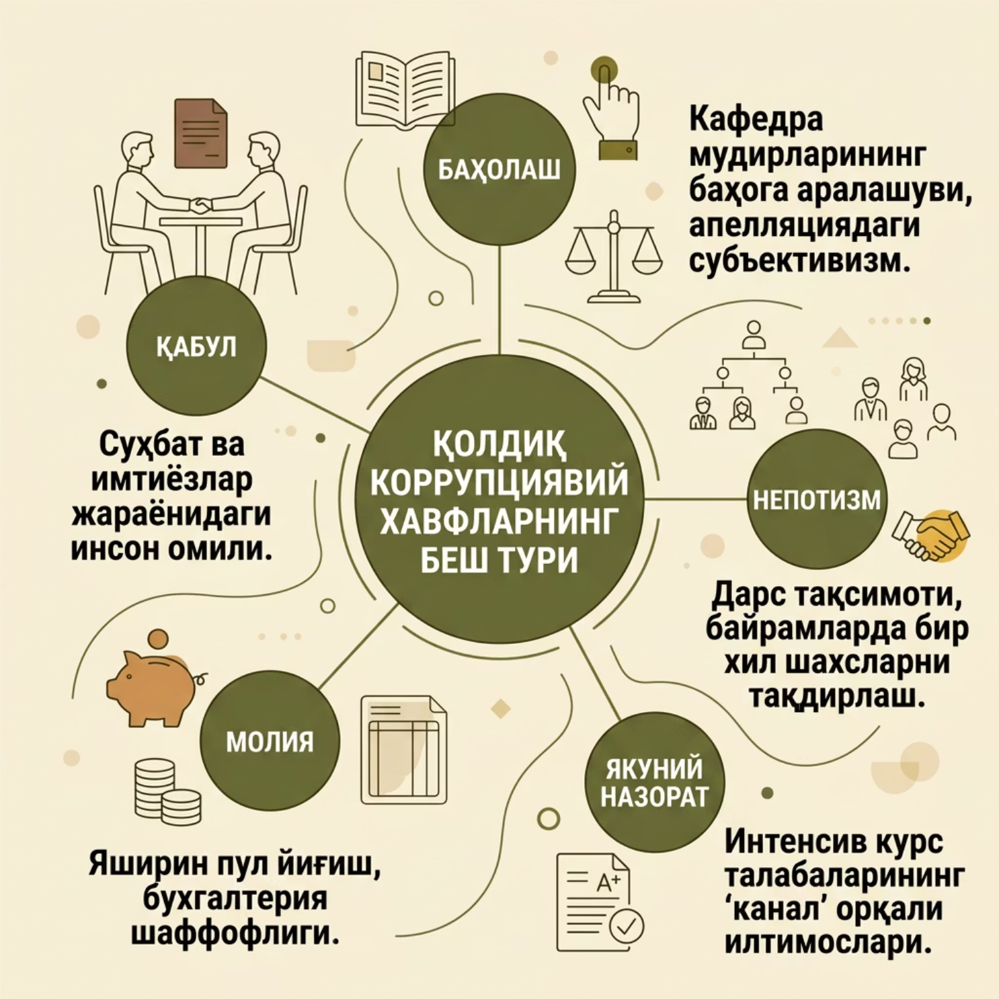 БАҲОЛАШ
Кафедра
мудирларининг
баҳога аралашуви,
апелляциядаги
субъективизм.
ҚАБУЛ
Суҳбат ва
имтиёзлар
жараёнидаги
инсон омили.
ҚОЛДИҚ
КОРРУПЦИЯВИЙ
ХАВФЛАРНИНГ
БЕШ ТУРИ
НЕПОТИЗМ
Дарс тақсимоти,
байрамларда бир
хил шахсларни
тақдирлаш.
МОЛИЯ
Яширин пул йиғиш,
бухгалтерия
шаффофлиги.
ЯКУНИЙ
НАЗОРАТ
A+
Интенсив курс
талабаларининг
‘канал’ орқали
илтимослари.